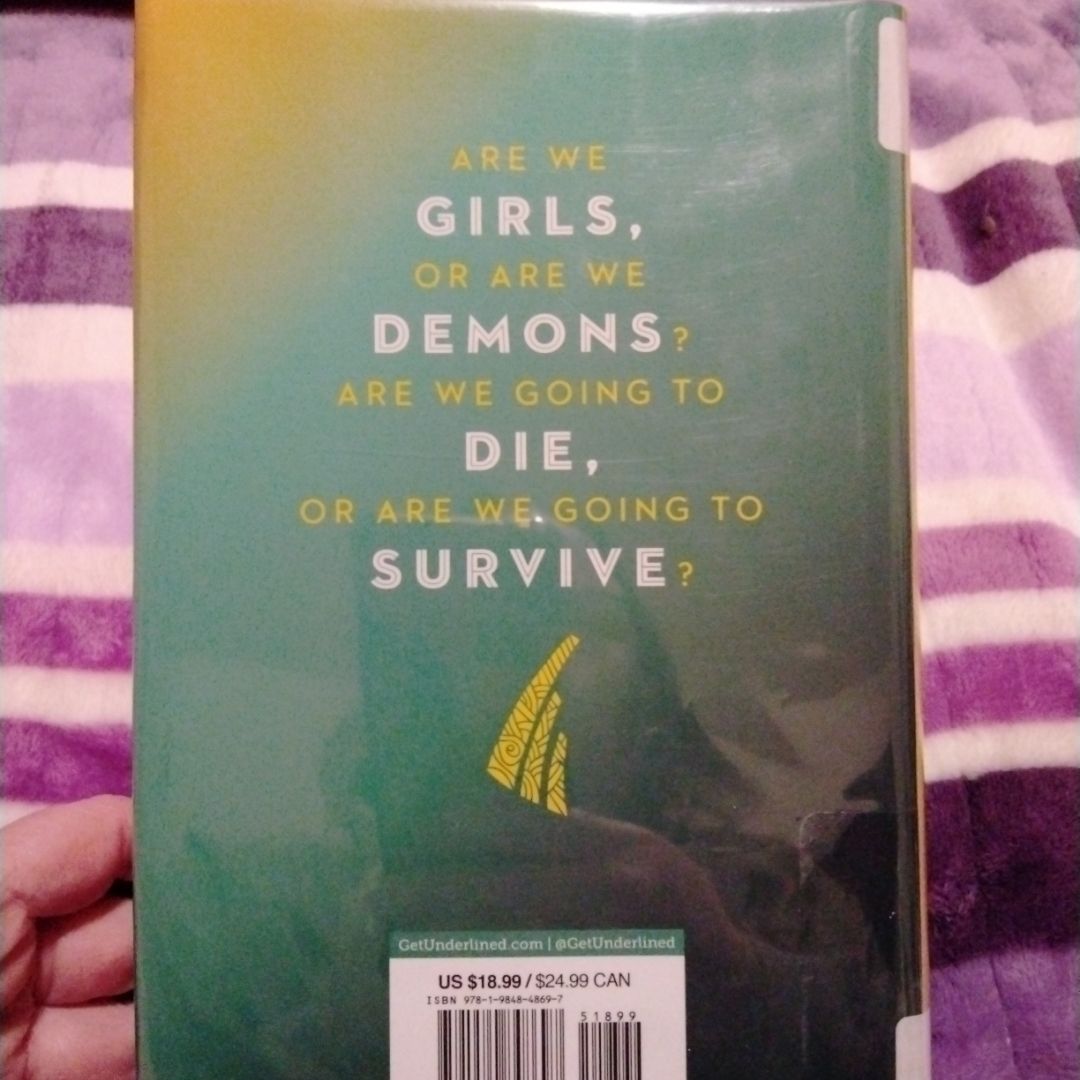 ARE WE
GIRLS,
OR ARE WE
DEMONS?
ARE WE GOING TO
DIE,
OR ARE WE GOING TO
SURVIVE?
GetUnderlined.com | @GetUnderlined
US $18.99 / $24.99 CAN
ISBN 978-1-9848-4869-7
51899